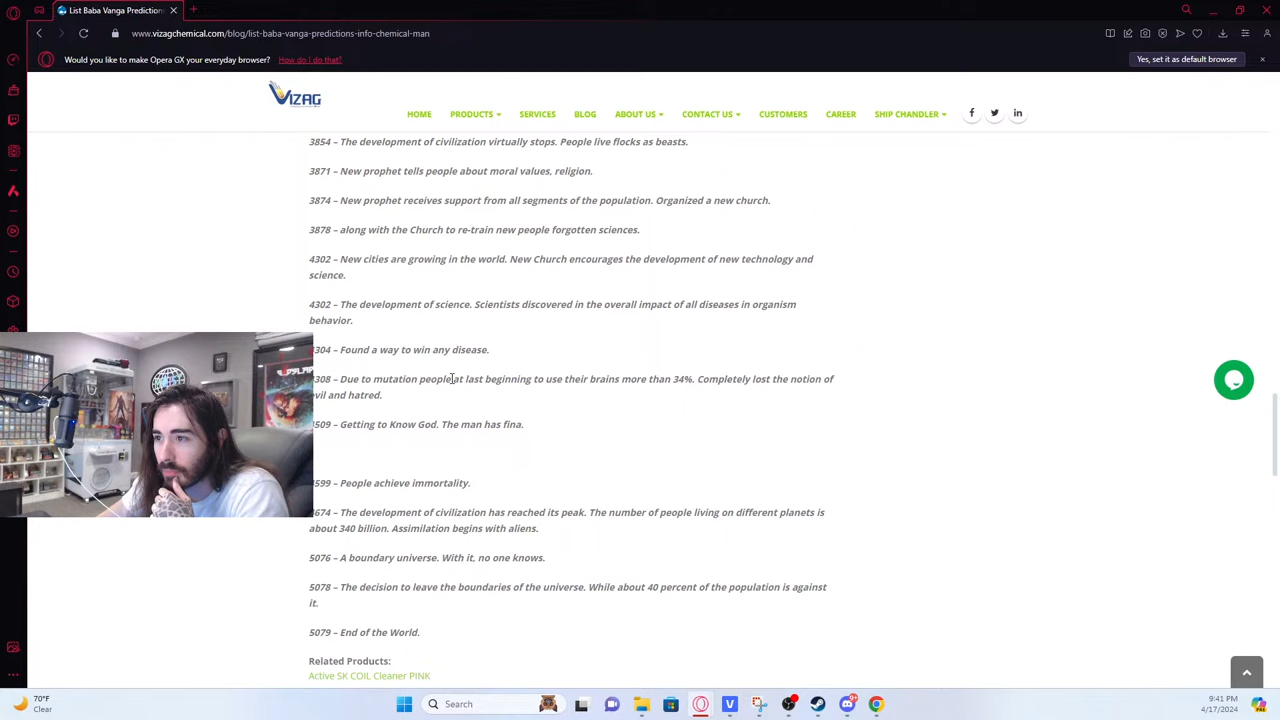 List Baba Vanga Prediction
www.vizagchemical.com/blog/list-baba-vanga-predictions-chemical-man
Would you like to make Opera GX your everyday browser? How do I do that? Yes, set it as default browser
VIZAG
HOME PRODUCTS SERVICES BLOG ABOUT US CONTACT US CUSTOMERS CAREER SHIP CHANDLER
3854 – The development of civilization virtually stops. People live flocks as beasts.
3871 – New prophet tells people about moral values, religion.
3874 – New prophet receives support from all segments of the population. Organized a new church.
3878 – along with the Church to re-train new people forgotten sciences.
4302 – New cities are growing in the world. New Church encourages the development of new technology and
science.
4302 – The development of science. Scientists discovered in the overall impact of all diseases in organism
behavior.
4304 – Found a way to win any disease.
4308 – Due to mutation people at last beginning to use their brains more than 34%. Completely lost the notion of
evil and hatred.
4509 – Getting to Know God. The man has fina.
4599 – People achieve immortality.
4674 – The development of civilization has reached its peak. The number of people living on different planets is
about 340 billion. Assimilation begins with aliens.
5076 – A boundary universe. With it, no one knows.
5078 – The decision to leave the boundaries of the universe. While about 40 percent of the population is against
it.
5079 – End of the World.
Related Products:
Active SK COIL Cleaner PINK
70°F
Clear
Search
9:41 PM
4/17/2024